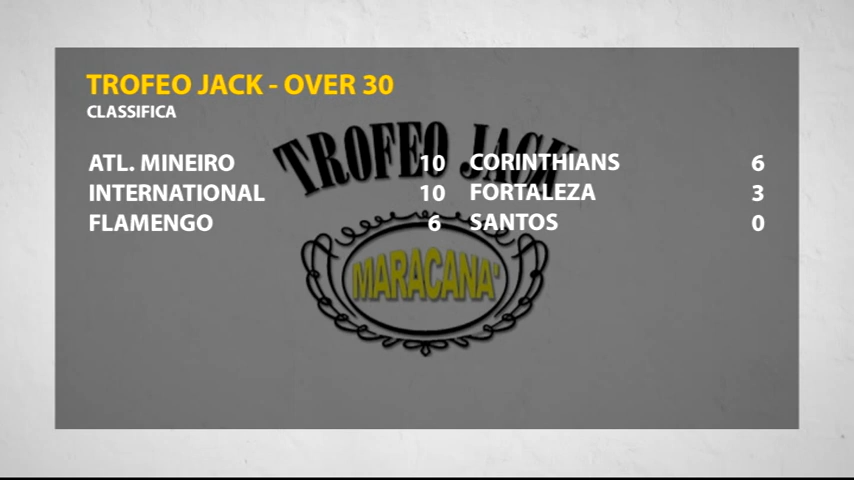 TROFEO JACK - OVER 30
CLASSIFICA
TROFEO JACK
ATL. MINEIRO 10 CORINTHIANS 6
INTERNATIONAL 10 FORTALEZA 3
FLAMENGO 6 SANTOS 0
MARACANA'